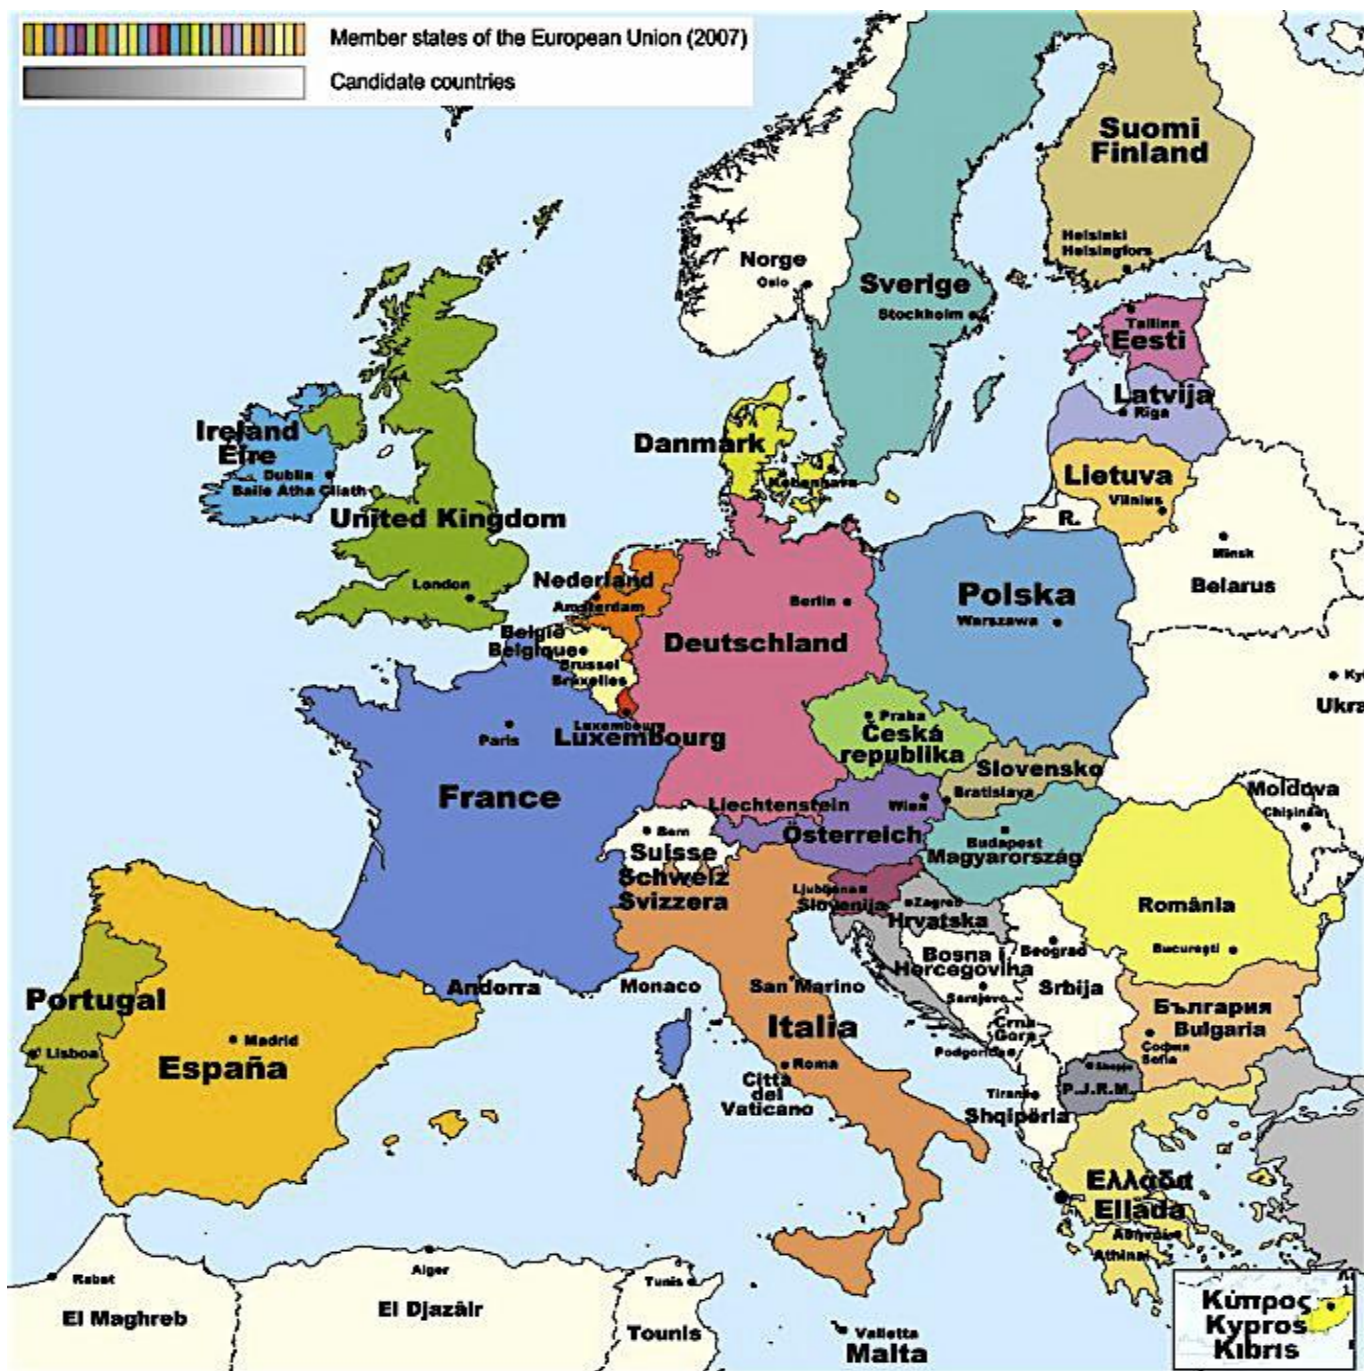 Member states of the European Union (2007)
Candidate countries
Suomi
Finland
Helsinki
Helsingfors
Norge
Oslo
Sverige
Stockholm
Tallinn
Eesti
Latvija
Riga
Ireland
Eire
Dublin
Baile Atha Cliath
Danmark
København
Lietuva
Vilnius
R.
United Kingdom
London
Minsk
Belarus
Nederland
Amsterdam
België
Belgique
Brussel
Bruxelles
Berlin
Deutschland
Polska
Warszawa
Ukra
Luxembourg
Luxembourg
Paris
France
Praha
Česká
republika
Slovensko
Bratislava
Liechtenstein
Wien
Österreich
Budapest
Magyarország
Moldova
Chişinău
Bern
Suisse
Schweiz
Svizzera
Ljubljana
Slovenija
Zagreb
Hrvatska
România
Bucureşti
Beograd
Srbija
Bosna i
Hercegovina
Sarajevo
Portugal
Lisboa
Andorra
Monaco
San Marino
Italia
Madrid
España
Roma
Città
del
Vaticano
Crna
Gora
Podgorica
България
Bulgaria
София
Sofia
Skopje
P.J.R.M.
Tirana
Shqipëria
Ελλάδα
Ellada
Αθήναι
Athinai
Rabat
El Maghreb
Alger
El Djazâir
Tunis
Tounis
Valletta
Malta
Κύπρος
Kypros
Kıbrıs